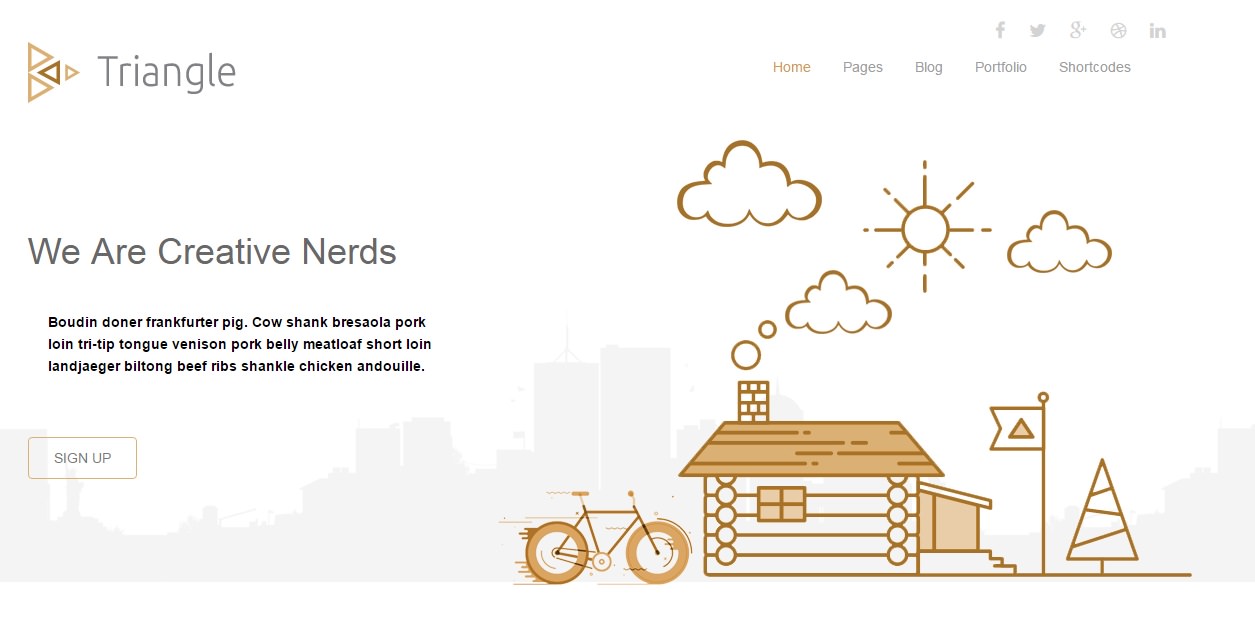 Triangle
Home Pages Blog Portfolio Shortcodes
We Are Creative Nerds
Boudin doner frankfurter pig. Cow shank bresaola pork
loin tri-tip tongue venison pork belly meatloaf short loin
landjaeger biltong beef ribs shankle chicken andouille.
SIGN UP